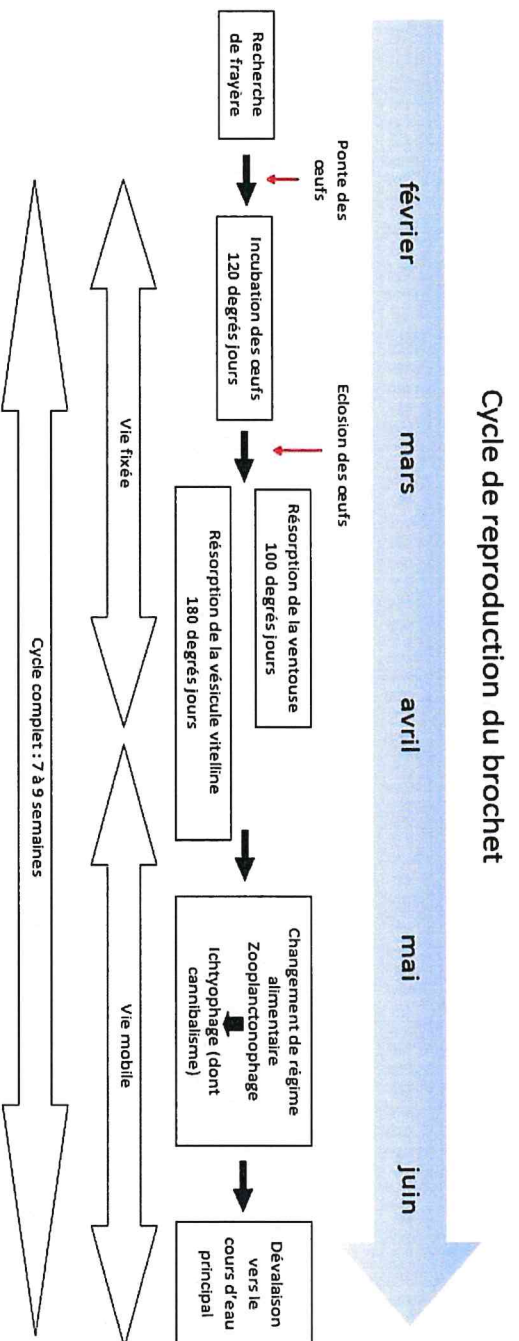 Cycle de reproduction du brochet
février
mars
avril
mai
juin
Ponte des
œufs
Eclosion des œufs
Recherche
de frayère
Incubation des œufs
120 degrés jours
Résorption de la ventouse
100 degrés jours
Résorption de la vésicule vitelline
180 degrés jours
Changement de régime
alimentaire
Zooplanctonophage
Ichtyophage (dont
cannibalisme)
Dévalaison
vers le
cours d'eau
principal
Vie fixée
Vie mobile
Cycle complet : 7 à 9 semaines